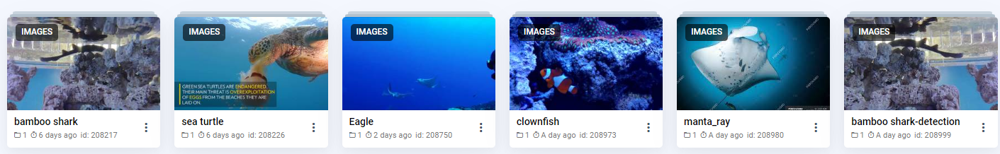 IMAGES
bamboo shark
1 6 days ago id: 208217
IMAGES
GREEN SEA TURTLES ARE ENDANGERED.
THEIR MAIN THREAT IS OVEREXPLOITATION
OF EGGS FROM THE BEACHES THEY ARE
LAID ON.
sea turtle
1 6 days ago id: 208226
IMAGES
Eagle
1 2 days ago id: 208750
IMAGES
clownfish
1 A day ago id: 208973
IMAGES
manta_ray
1 A day ago id: 208980
IMAGES
bamboo shark-detection
1 A day ago id: 208999